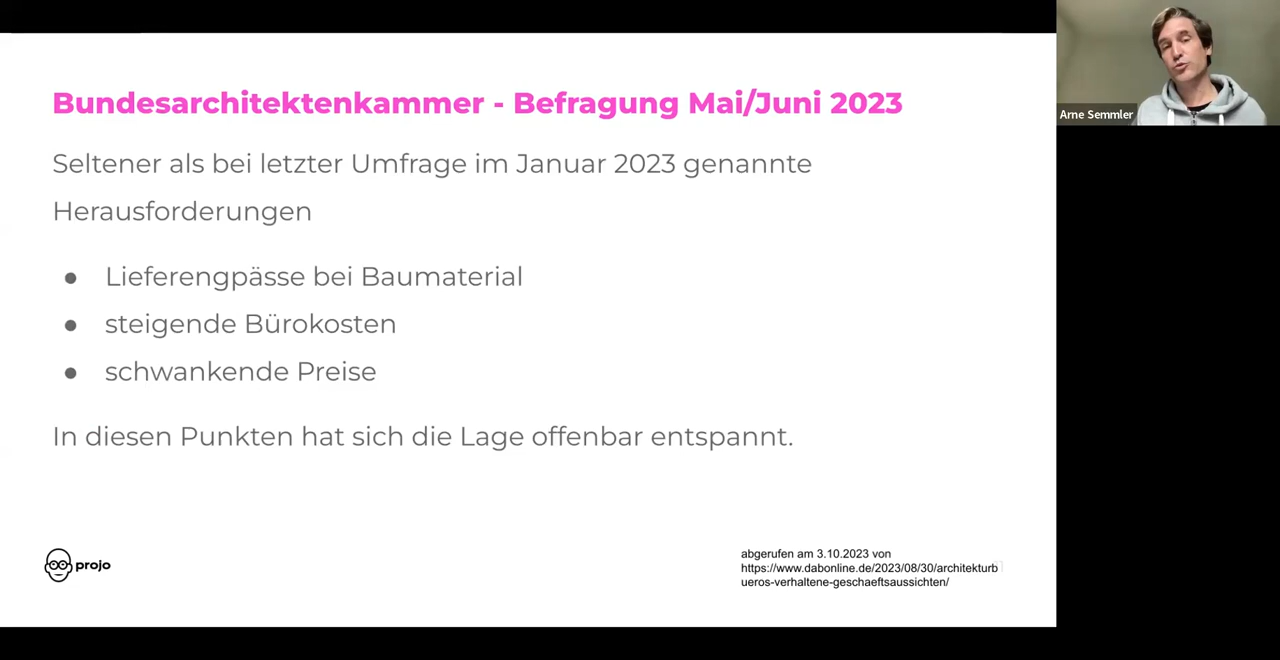 Bundesarchitektenkammer - Befragung Mai/Juni 2023
Seltener als bei letzter Umfrage im Januar 2023 genannte
Herausforderungen
● Lieferengpässe bei Baumaterial
● steigende Bürokosten
● schwankende Preise
In diesen Punkten hat sich die Lage offenbar entspannt.
projo
abgerufen am 3.10.2023 von
https://www.dabonline.de/2023/08/30/architekturb
ueros-verhaltene-geschaeftsaussichten/
Arne Semmler